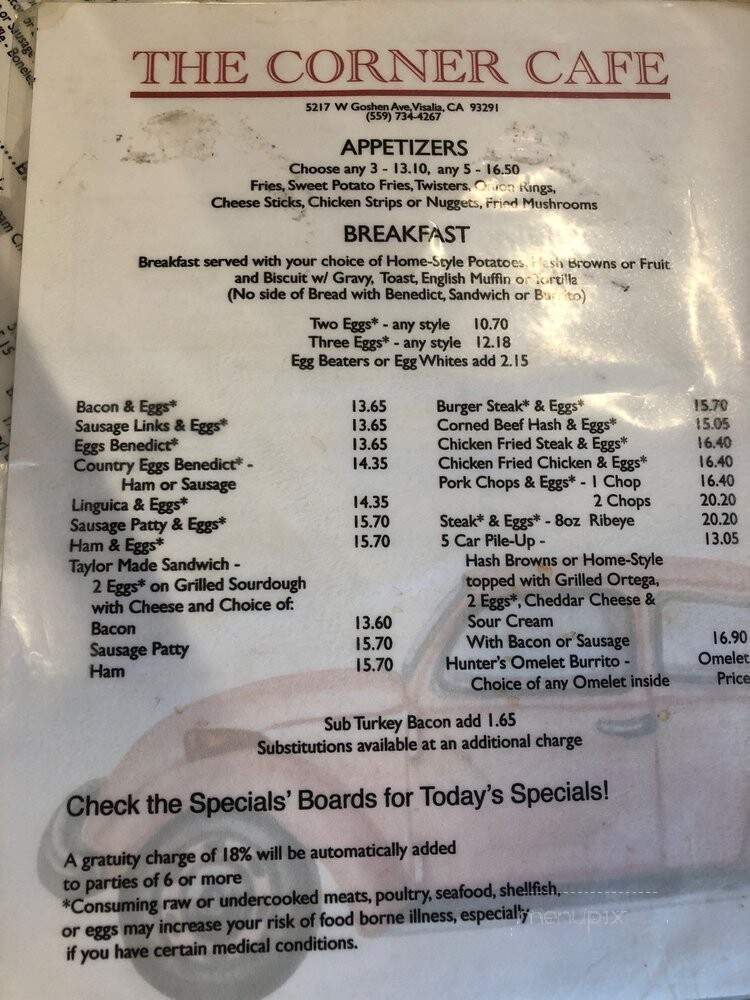 THE CORNER CAFE
5217 W Goshen Ave, Visalia, CA 93291
(559) 734-4267
APPETIZERS
Choose any 3 - 13.10, any 5 - 16.50
Fries, Sweet Potato Fries, Twisters, Onion Rings,
Cheese Sticks, Chicken Strips or Nuggets, Fried Mushrooms
BREAKFAST
Breakfast served with your choice of Home-Style Potatoes, Hash Browns or Fruit
and Biscuit w/ Gravy, Toast, English Muffin or Tortilla
(No side of Bread with Benedict, Sandwich or Burrito)
Two Eggs* - any style 10.70
Three Eggs* - any style 12.18
Egg Beaters or Egg Whites add 2.15
Bacon & Eggs* 13.65
Sausage Links & Eggs* 13.65
Eggs Benedict* 13.65
Country Eggs Benedict* - 14.35
Ham or Sausage
Linguica & Eggs* 14.35
Sausage Patty & Eggs* 15.70
Ham & Eggs* 15.70
Taylor Made Sandwich -
2 Eggs* on Grilled Sourdough
with Cheese and Choice of:
Bacon 13.60
Sausage Patty 15.70
Ham 15.70
Burger Steak* & Eggs* 15.70
Corned Beef Hash & Eggs* 15.05
Chicken Fried Steak & Eggs* 16.40
Chicken Fried Chicken & Eggs* 16.40
Pork Chops & Eggs* - 1 Chop 16.40
2 Chops 20.20
Steak* & Eggs* - 8oz Ribeye 20.20
5 Car Pile-Up - 13.05
Hash Browns or Home-Style
topped with Grilled Ortega,
2 Eggs*, Cheddar Cheese &
Sour Cream
With Bacon or Sausage 16.90
Hunter's Omelet Burrito - Omelet
Choice of any Omelet inside Price
Sub Turkey Bacon add 1.65
Substitutions available at an additional charge
Check the Specials' Boards for Today's Specials!
A gratuity charge of 18% will be automatically added
to parties of 6 or more
*Consuming raw or undercooked meats, poultry, seafood, shellfish,
or eggs may increase your risk of food borne illness, especially
if you have certain medical conditions.
menupix